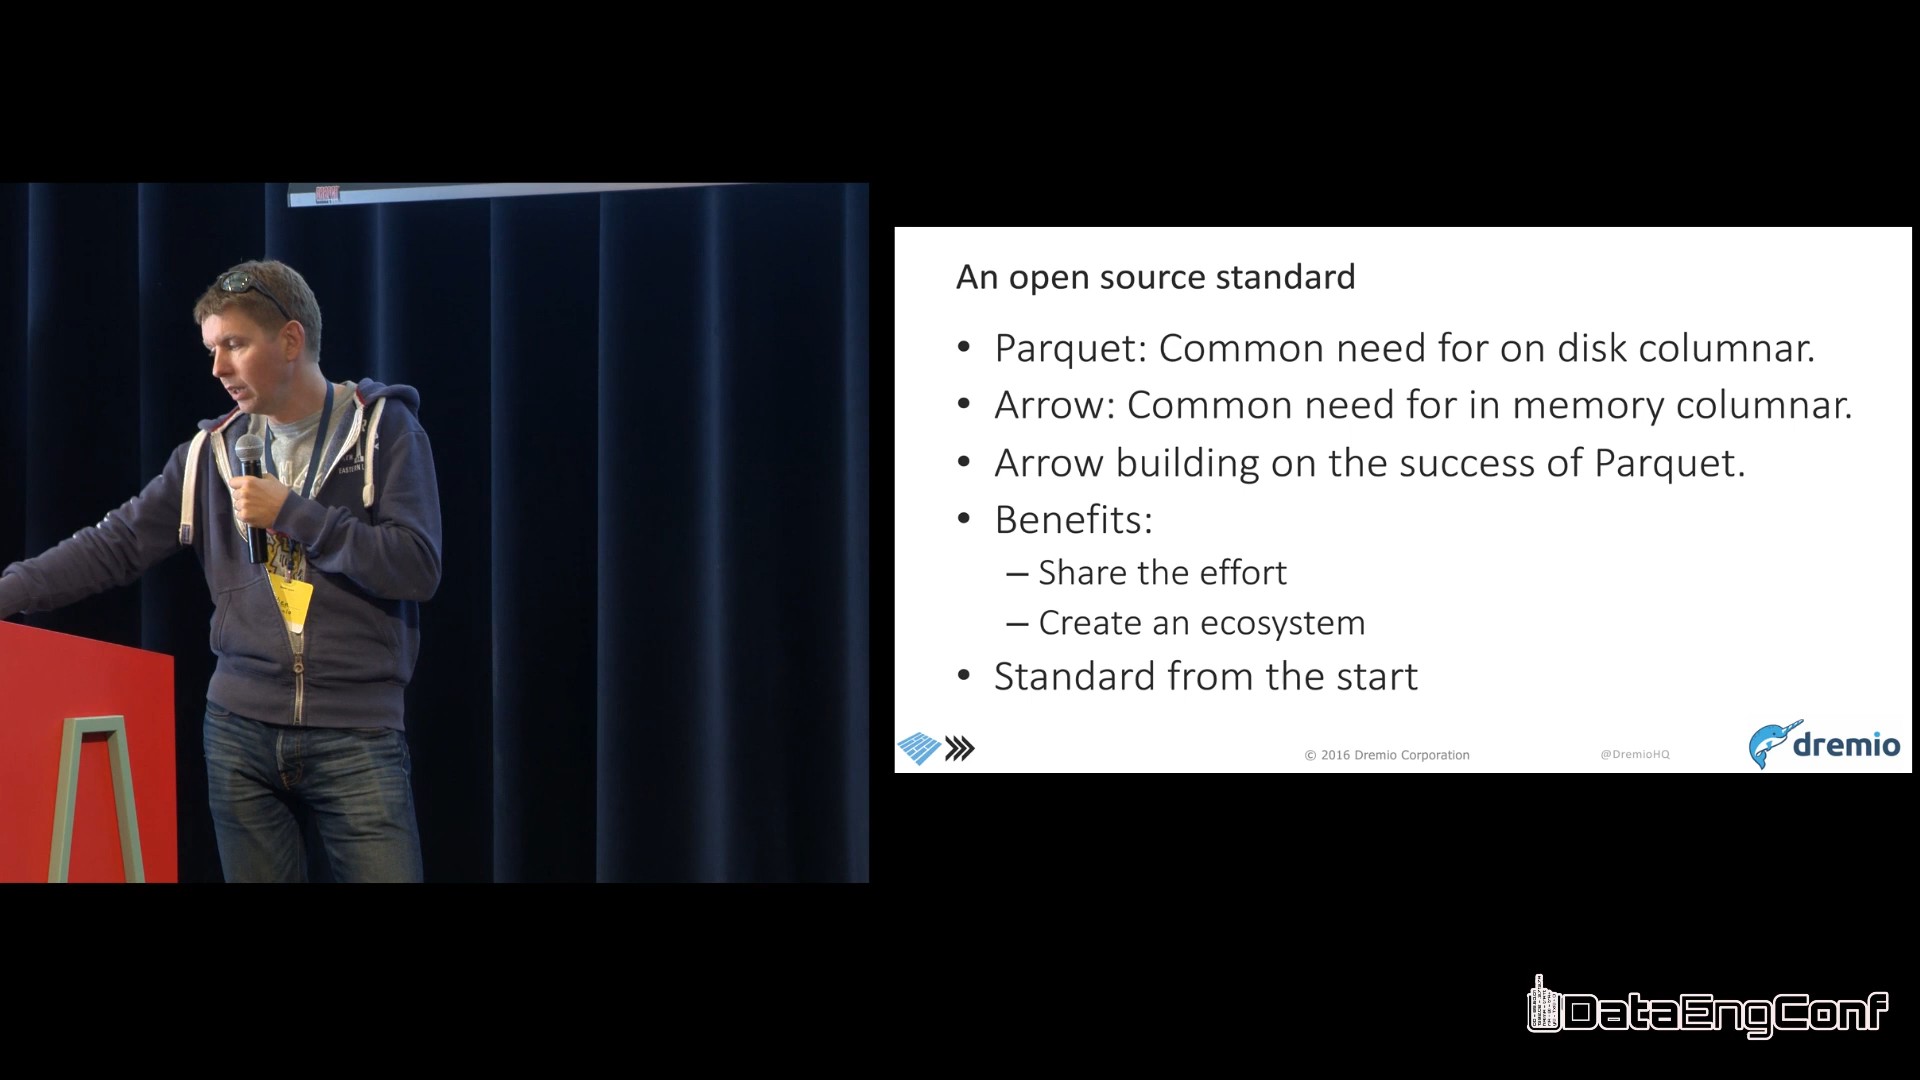 An open source standard
• Parquet: Common need for on disk columnar.
• Arrow: Common need for in memory columnar.
• Arrow building on the success of Parquet.
• Benefits:
– Share the effort
– Create an ecosystem
• Standard from the start
© 2016 Dremio Corporation
@DremioHQ
dremio
DataEngConf